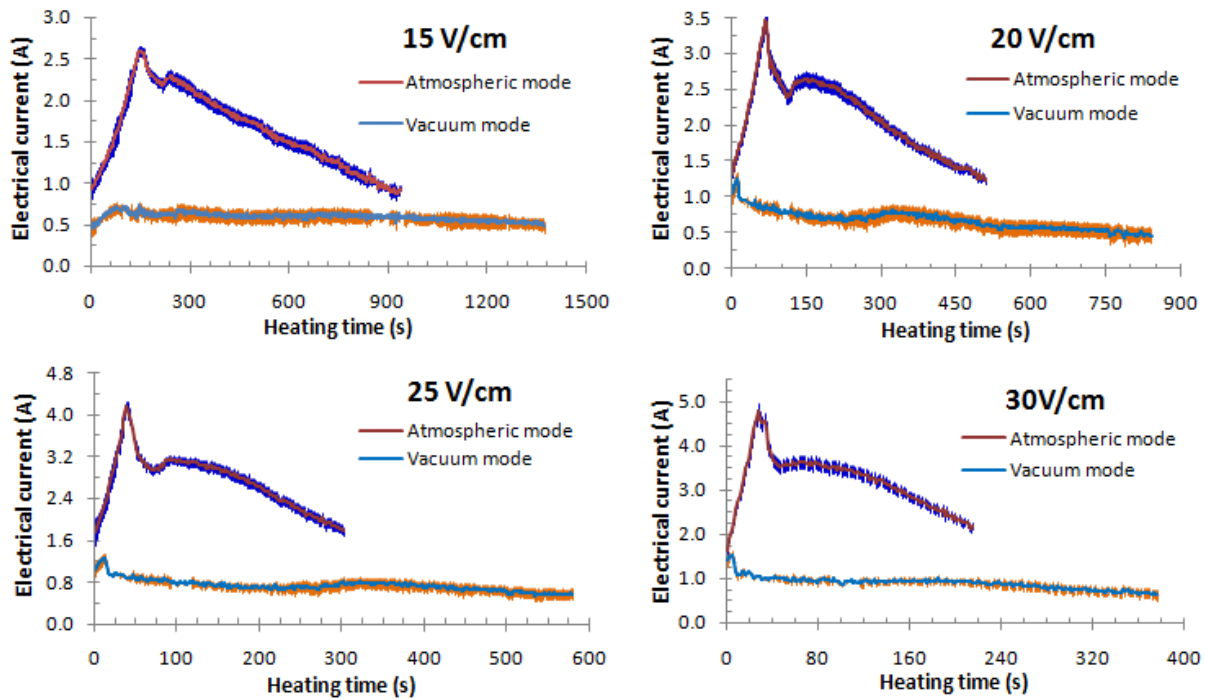 15 V/cm
Electrical current (A)
3.0
2.5
2.0
1.5
1.0
0.5
0.0
Atmospheric mode
Vacuum mode
0 300 600 900 1200 1500
Heating time (s)
20 V/cm
Electrical current (A)
3.5
3.0
2.5
2.0
1.5
1.0
0.5
0.0
Atmospheric mode
Vacuum mode
0 150 300 450 600 750 900
Heating time (s)
25 V/cm
Electrical current (A)
4.8
4.0
3.2
2.4
1.6
0.8
0.0
Atmospheric mode
Vacuum mode
0 100 200 300 400 500 600
Heating time (s)
30V/cm
Electrical current (A)
5.0
4.0
3.0
2.0
1.0
0.0
Atmospheric mode
Vacuum mode
0 80 160 240 320 400
Heating time (s)